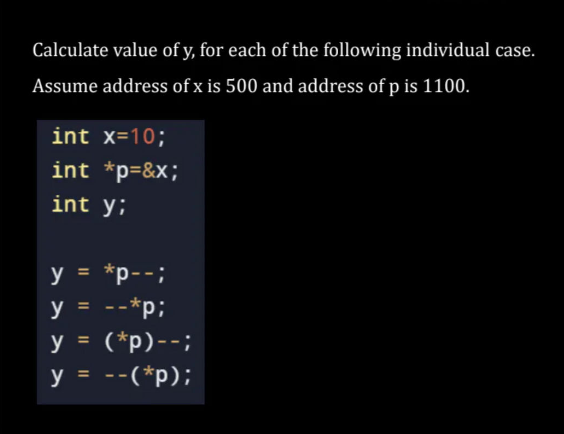 Calculate value of y, for each of the following individual case.
Assume address of x is 500 and address of p is 1100.
int x=10;
int *p=&x;
int y;
y = *p--;
y = --*p;
y = (*p)--;
y = --(*p);